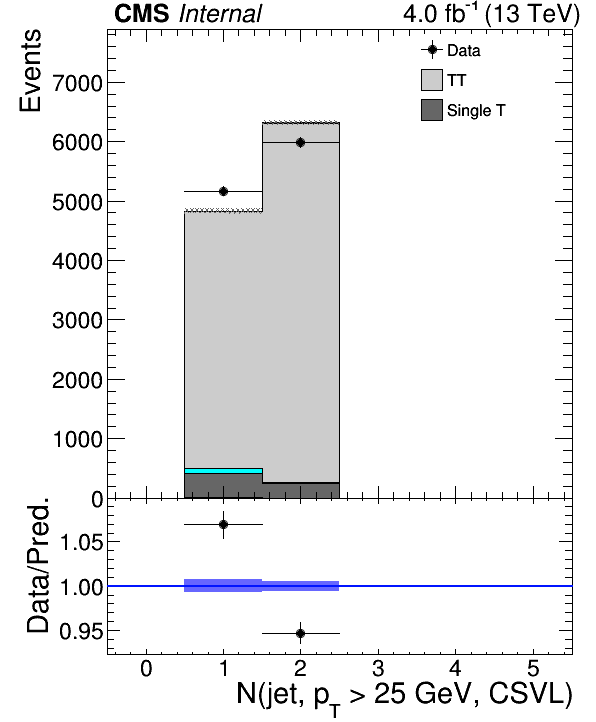 CMS Internal 4.0 fb⁻¹ (13 TeV)
Events
7000
6000
5000
4000
3000
2000
1000
0
Data
TT
Single T
Data/Pred.
1.05
1.00
0.95
0 1 2 3 4 5
N(jet, p_T > 25 GeV, CSVL)